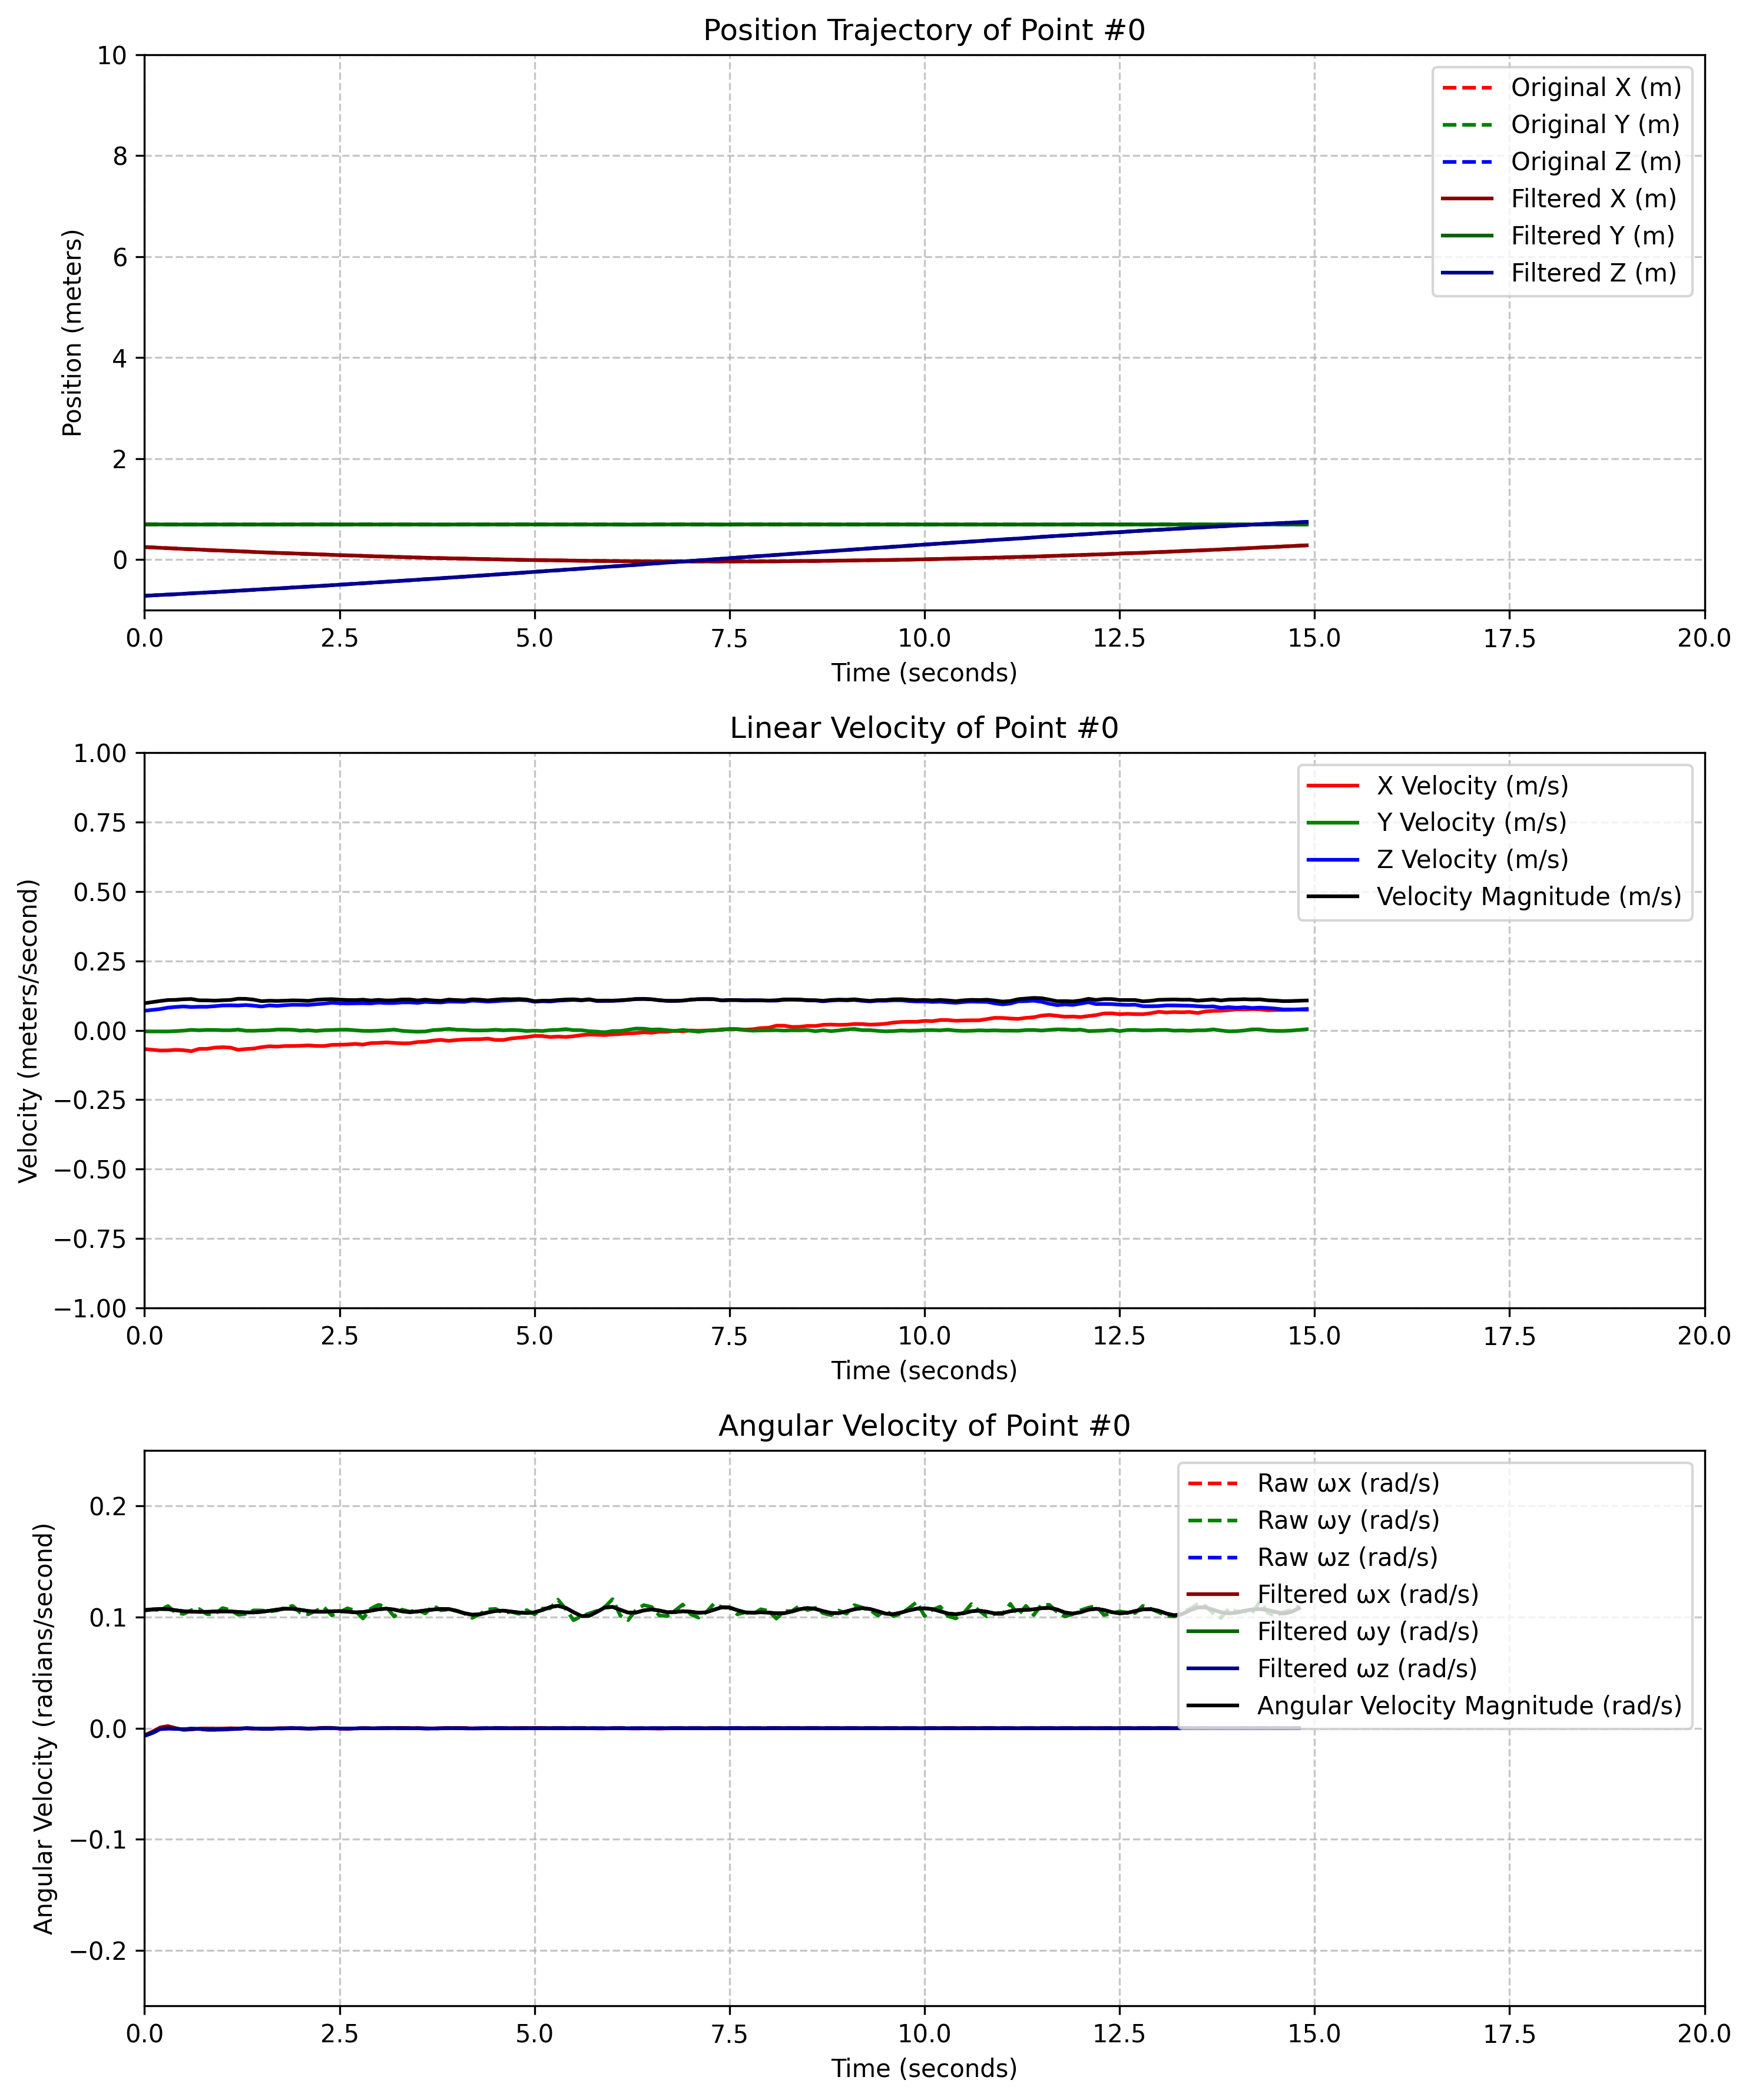 Position Trajectory of Point #0
10
8
6
4
2
0
Position (meters)
Original X (m)
Original Y (m)
Original Z (m)
Filtered X (m)
Filtered Y (m)
Filtered Z (m)
0.0 2.5 5.0 7.5 10.0 12.5 15.0 17.5 20.0
Time (seconds)
Linear Velocity of Point #0
1.00
0.75
0.50
0.25
0.00
−0.25
−0.50
−0.75
−1.00
Velocity (meters/second)
X Velocity (m/s)
Y Velocity (m/s)
Z Velocity (m/s)
Velocity Magnitude (m/s)
0.0 2.5 5.0 7.5 10.0 12.5 15.0 17.5 20.0
Time (seconds)
Angular Velocity of Point #0
0.2
0.1
0.0
−0.1
−0.2
Angular Velocity (radians/second)
Raw ωx (rad/s)
Raw ωy (rad/s)
Raw ωz (rad/s)
Filtered ωx (rad/s)
Filtered ωy (rad/s)
Filtered ωz (rad/s)
Angular Velocity Magnitude (rad/s)
0.0 2.5 5.0 7.5 10.0 12.5 15.0 17.5 20.0
Time (seconds)